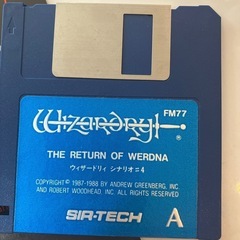 FM77
Wizardry
®
THE RETURN OF WERDNA
ウィザードリィ シナリオ#4
COPYRIGHT © 1987-1988 BY ANDREW GREENBERG, INC
AND ROBERT WOODHEAD, INC. ALL RIGHTS RESERVED.
SIR-TECH A